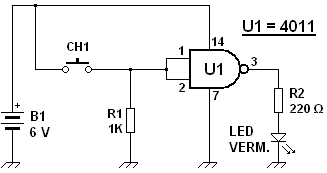 U1 = 4011
CH1
14
1
U1
3
2
7
+
B1
6 V
R1
1K
R2
220 Ω
LED
VERM.